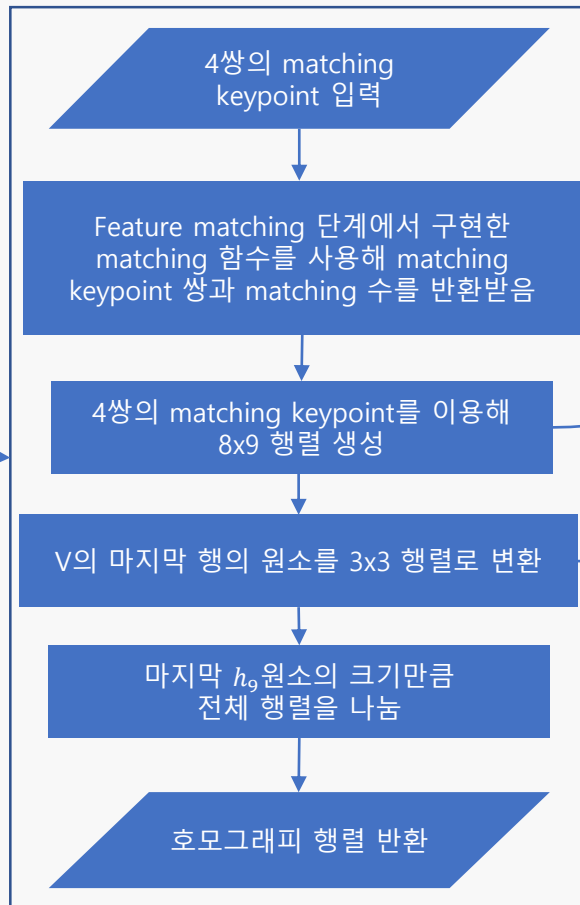 4쌍의 matching
keypoint 입력
Feature matching 단계에서 구현한
matching 함수를 사용해 matching
keypoint 쌍과 matching 수를 반환받음
4쌍의 matching keypoint를 이용해
8x9 행렬 생성
V의 마지막 행의 원소를 3x3 행렬로 변환
마지막 h₉원소의 크기만큼
전체 행렬을 나눔
호모그래피 행렬 반환